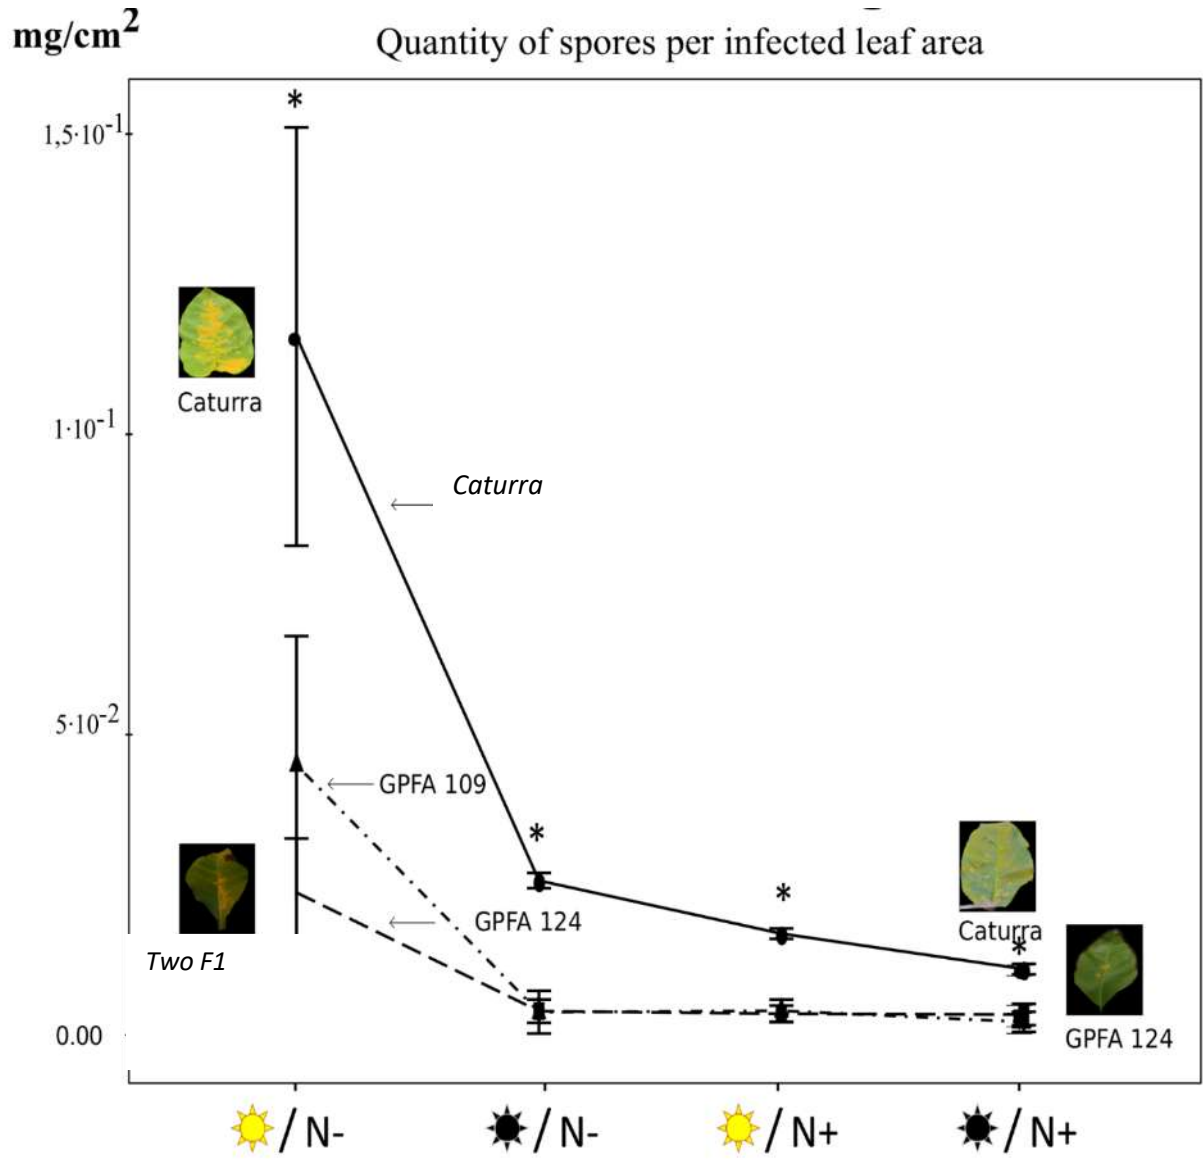 mg/cm²
Quantity of spores per infected leaf area
*
1,5·10⁻¹
Caturra
1·10⁻¹
Caturra
5·10⁻²
GPFA 109
*
*
GPFA 124
Caturra
*
Two F1
0.00
GPFA 124
/ N-
/ N-
/ N+
/ N+